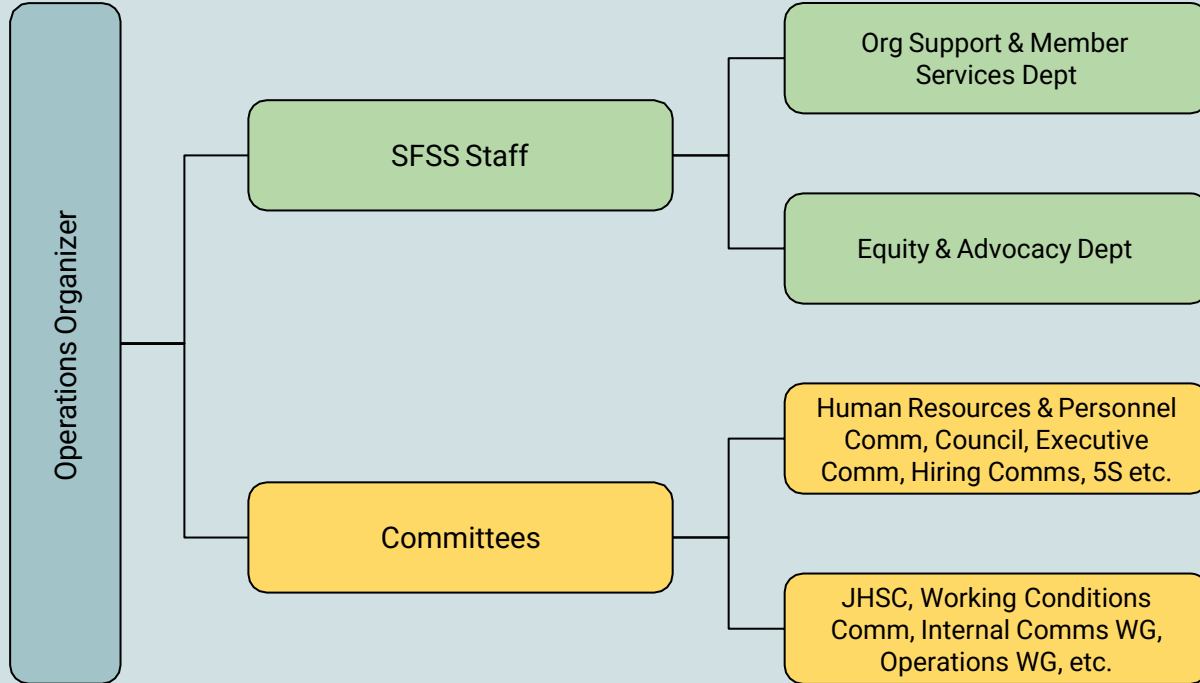 Operations Organizer
SFSS Staff
Org Support & Member
Services Dept
Equity & Advocacy Dept
Committees
Human Resources & Personnel
Comm, Council, Executive
Comm, Hiring Comms, 5S etc.
JHSC, Working Conditions
Comm, Internal Comms WG,
Operations WG, etc.